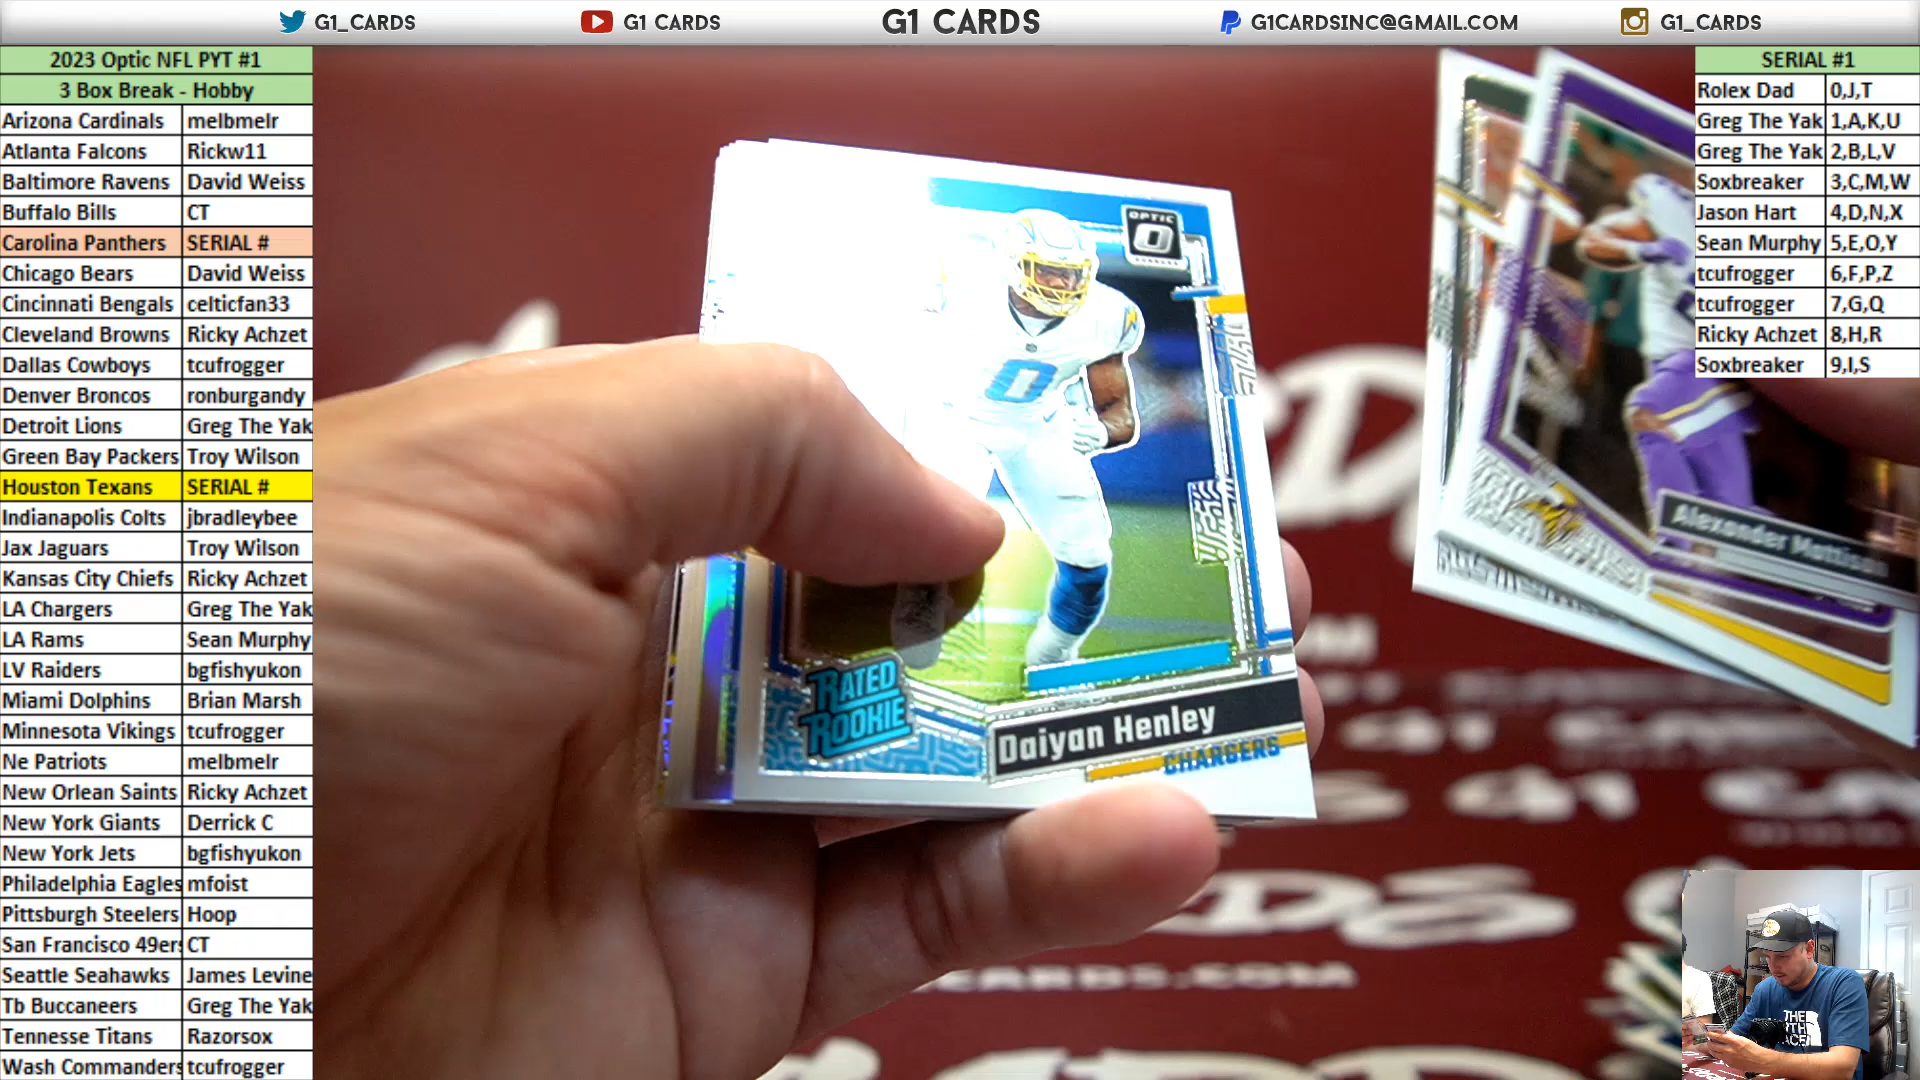 G1_CARDS G1 CARDS G1 CARDS G1CARDSINC@GMAIL.COM G1_CARDS
2023 Optic NFL PYT #1
3 Box Break - Hobby
Arizona Cardinals melbmelr
Atlanta Falcons Rickw11
Baltimore Ravens David Weiss
Buffalo Bills CT
Carolina Panthers SERIAL #
Chicago Bears David Weiss
Cincinnati Bengals celticfan33
Cleveland Browns Ricky Achzet
Dallas Cowboys tcufrogger
Denver Broncos ronburgandy
Detroit Lions Greg The Yak
Green Bay Packers Troy Wilson
Houston Texans SERIAL #
Indianapolis Colts jbradleybee
Jax Jaguars Troy Wilson
Kansas City Chiefs Ricky Achzet
LA Chargers Greg The Yak
LA Rams Sean Murphy
LV Raiders bgfishyukon
Miami Dolphins Brian Marsh
Minnesota Vikings tcufrogger
Ne Patriots melbmelr
New Orlean Saints Ricky Achzet
New York Giants Derrick C
New York Jets bgfishyukon
Philadelphia Eagles mfoist
Pittsburgh Steelers Hoop
San Francisco 49ers CT
Seattle Seahawks James Levine
Tb Buccaneers Greg The Yak
Tennesse Titans Razorsox
Wash Commanders tcufrogger
SERIAL #1
Rolex Dad 0,J,T
Greg The Yak 1,A,K,U
Greg The Yak 2,B,L,V
Soxbreaker 3,C,M,W
Jason Hart 4,D,N,X
Sean Murphy 5,E,O,Y
tcufrogger 6,F,P,Z
tcufrogger 7,G,Q
Ricky Achzet 8,H,R
Soxbreaker 9,I,S
OPTIC
0
RATED
ROOKIE
Daiyan Henley
CHARGERS
Alexander Mattison
THE
NORTH
FACE